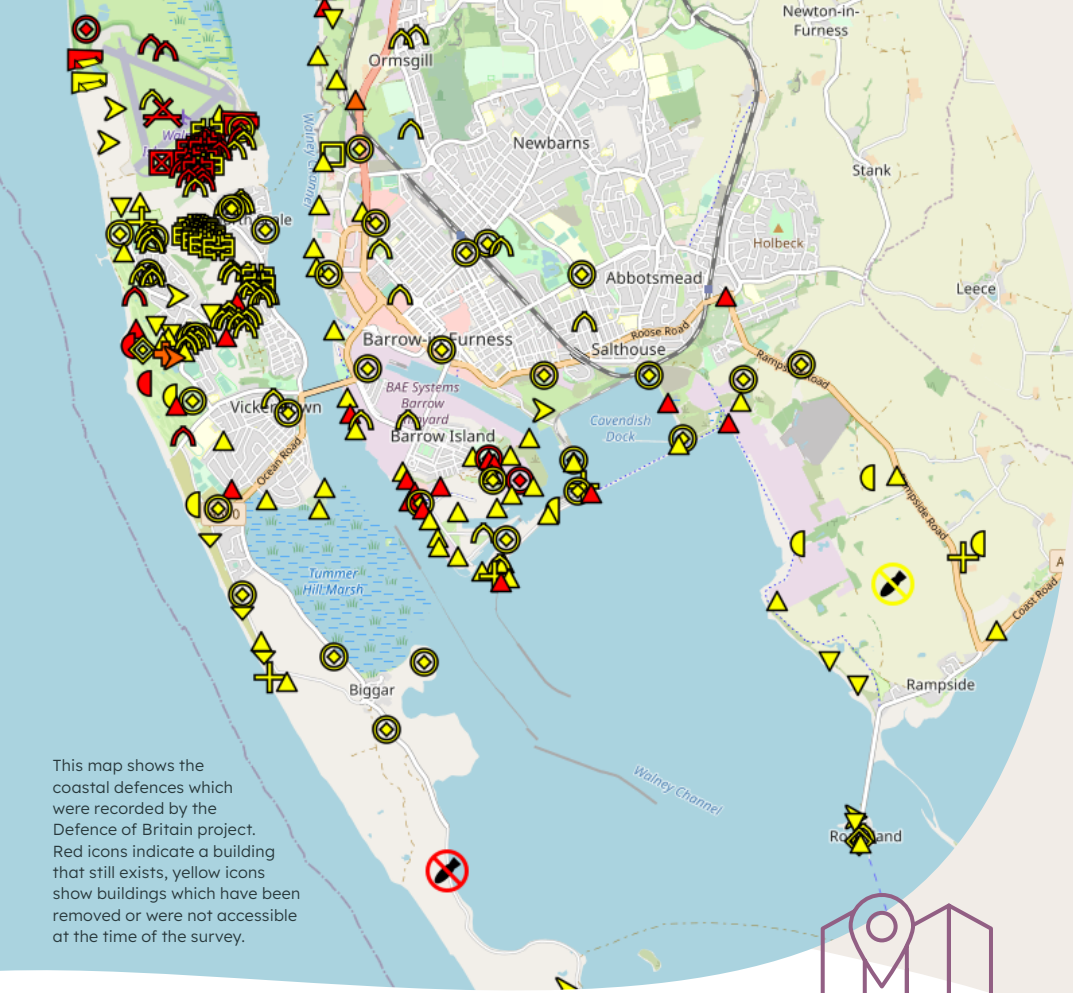 Newton-in-
Furness
Ormsgill
Newbarns
Walney Channel
Stank
Holbeck
Abbotsmead
Leece
Roose Road
Barrow-in-Furness
Salthouse
Rampside Road
BAE Systems
Barrow
Vickerstown
Cavendish
Dock
Barrow Island
Ocean Road
Rampside Road
Tummer
Hill Marsh
A
Coast Road
Biggar
Rampside
Walney Channel
This map shows the
coastal defences which
were recorded by the
Defence of Britain project.
Red icons indicate a building
that still exists, yellow icons
show buildings which have been
removed or were not accessible
at the time of the survey.